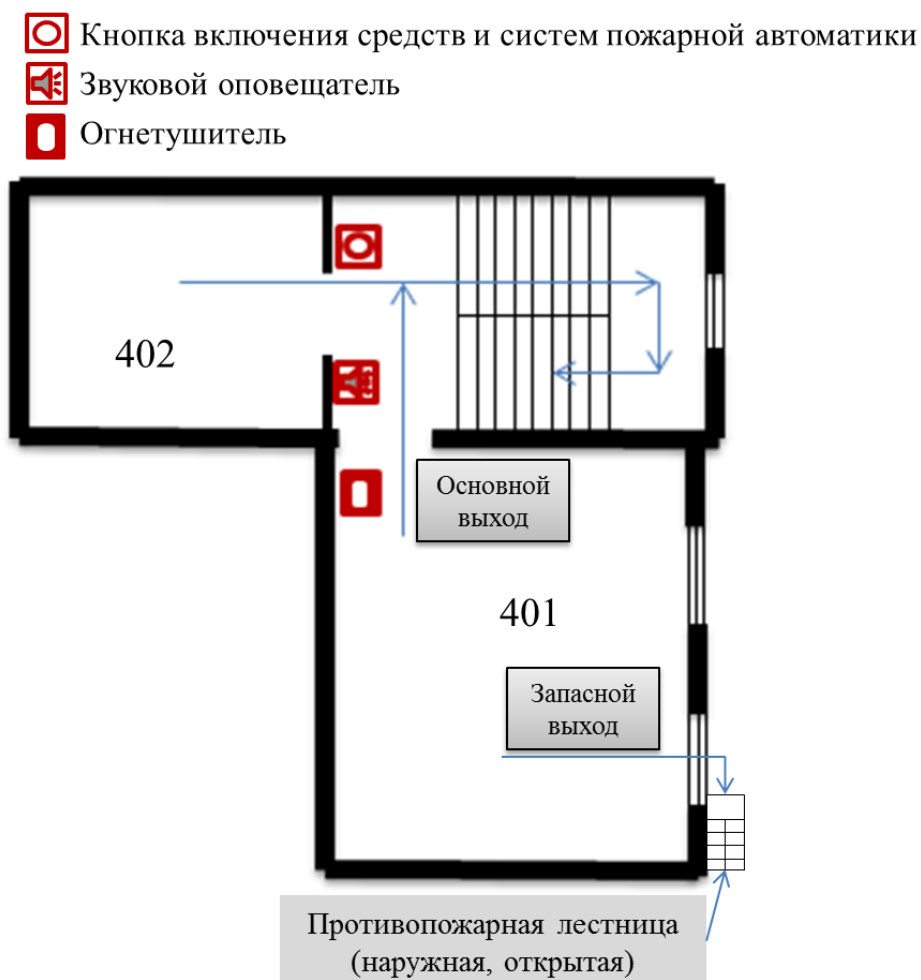 Кнопка включения средств и систем пожарной автоматики
Звуковой оповещатель
Огнетушитель
402
Основной
выход
401
Запасной
выход
Противопожарная лестница
(наружная, открытая)